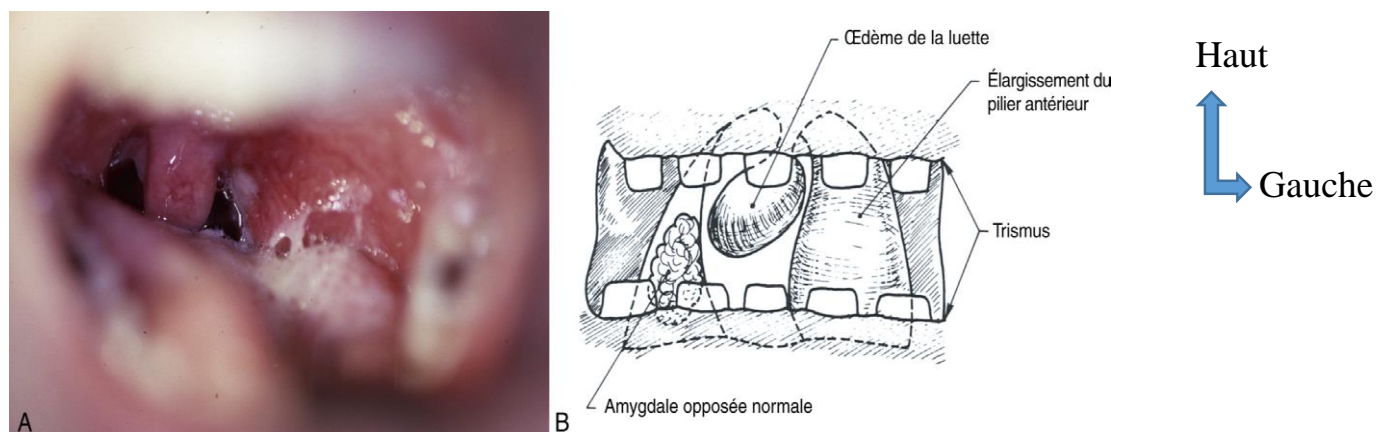 Œdème de la luette
Élargissement du
pilier antérieur
Trismus
Amygdale opposée normale
A
B
Haut
Gauche